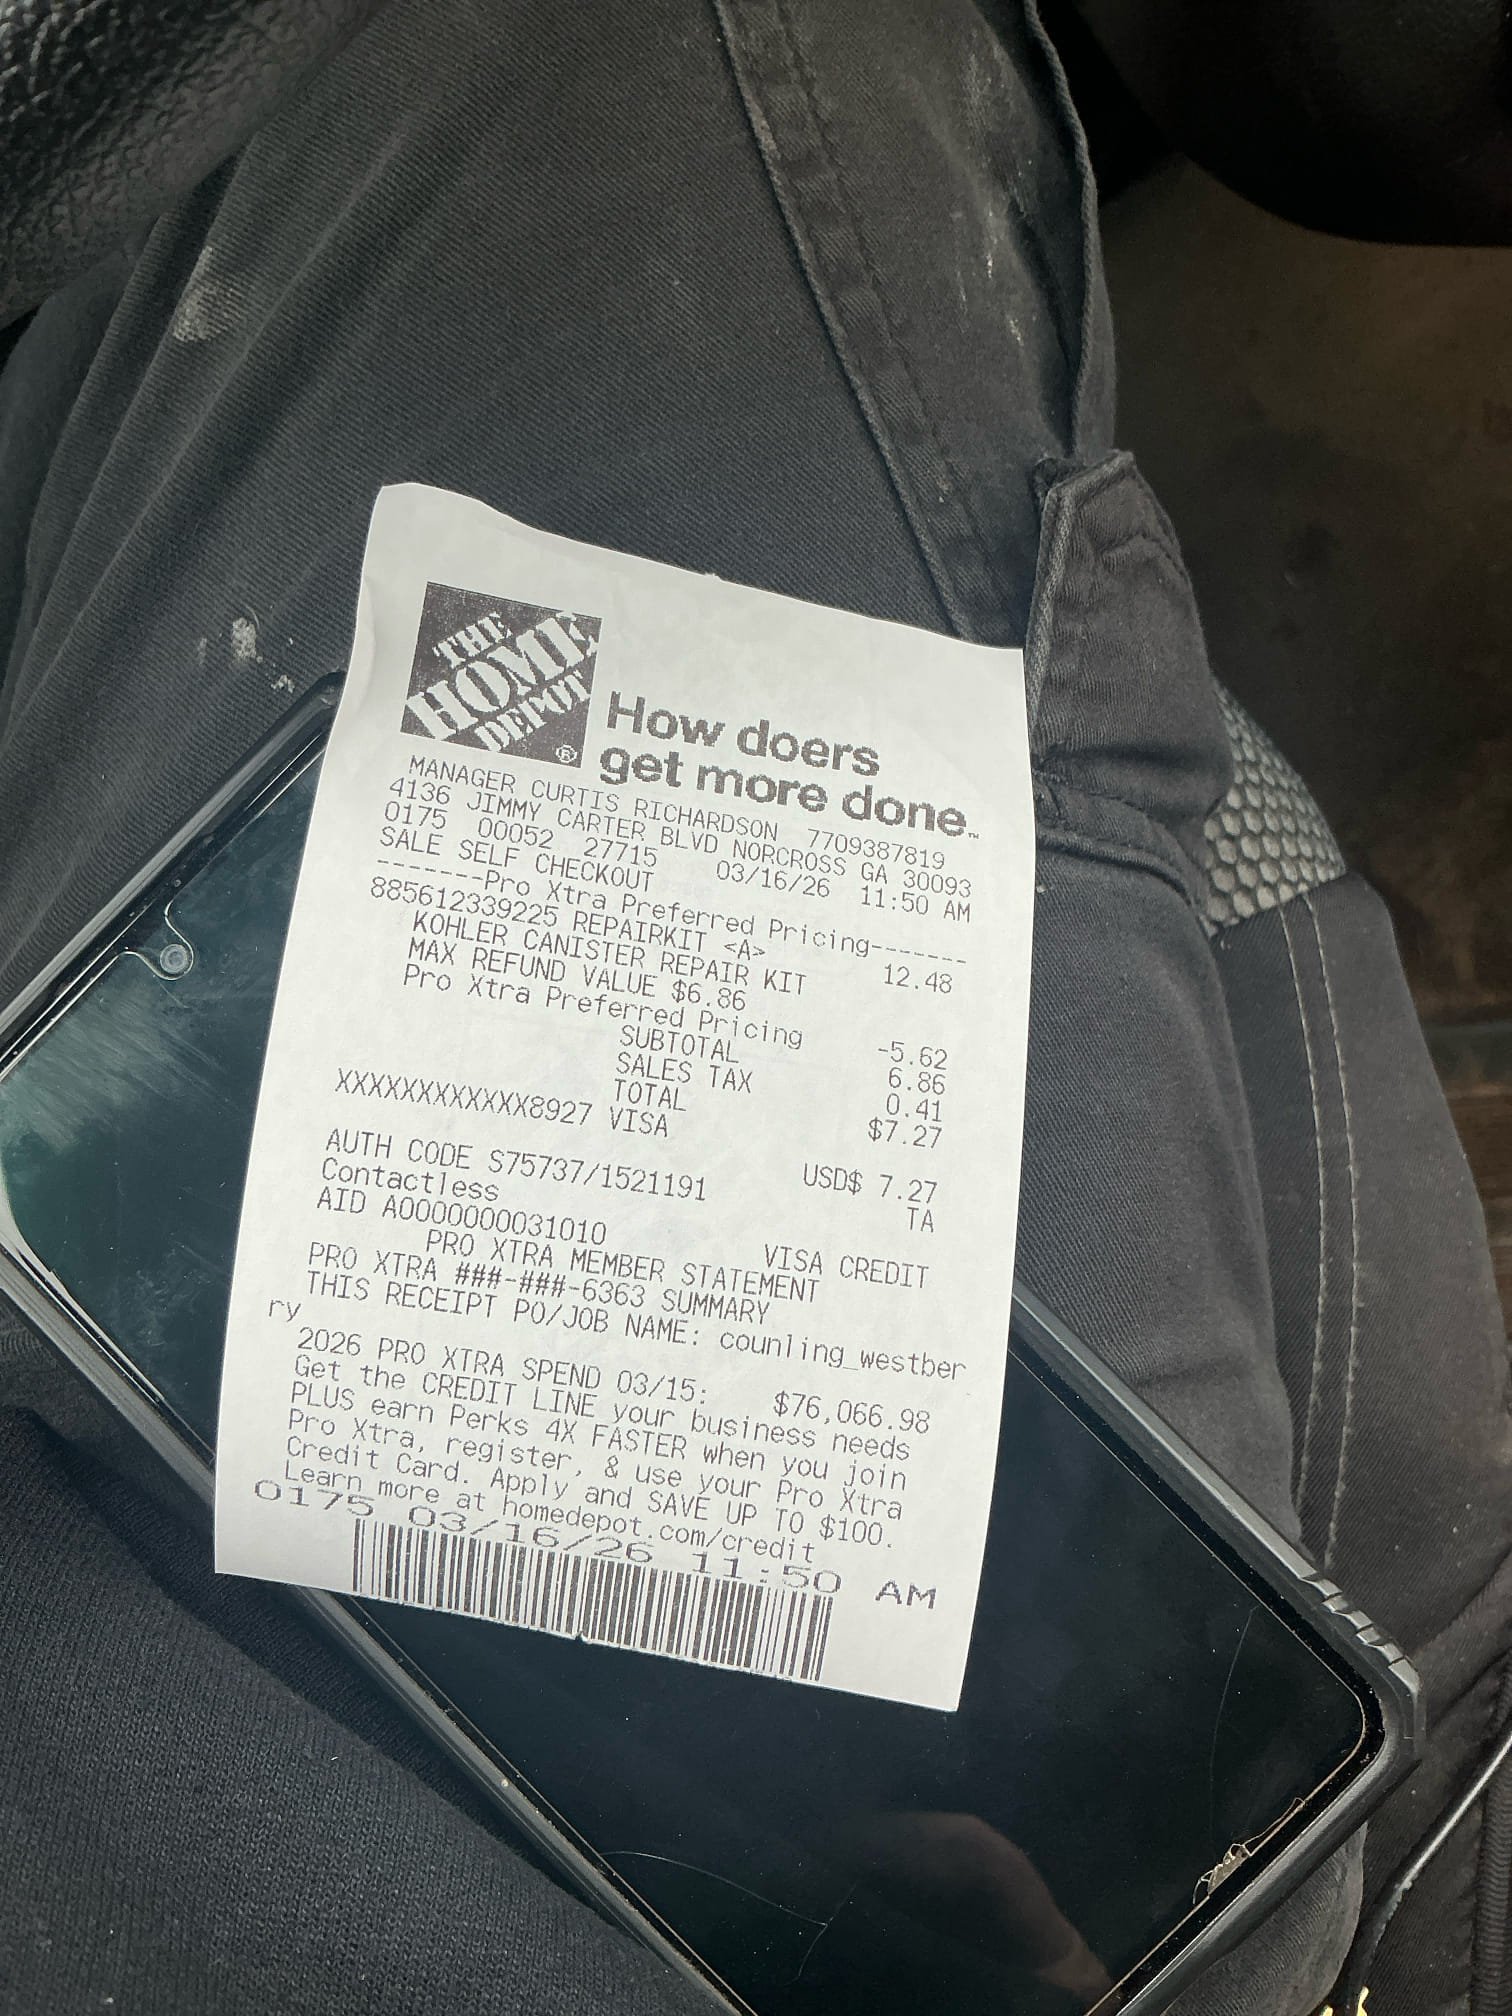 THE
HOME
DEPOT
®
How doers
get more done.™
MANAGER CURTIS RICHARDSON 7709387819
4136 JIMMY CARTER BLVD NORCROSS GA 30093
0175 00052 27715 03/16/26 11:50 AM
SALE SELF CHECKOUT
------Pro Xtra Preferred Pricing-------
885612339225 REPAIRKIT <A> 12.48
KOHLER CANISTER REPAIR KIT
MAX REFUND VALUE $6.86
Pro Xtra Preferred Pricing -5.62
SUBTOTAL 6.86
SALES TAX 0.41
TOTAL $7.27
XXXXXXXXXXXX8927 VISA
USD$ 7.27
AUTH CODE S75737/1521191 TA
Contactless
AID A0000000031010 VISA CREDIT
PRO XTRA MEMBER STATEMENT
PRO XTRA ###-###-6363 SUMMARY
THIS RECEIPT PO/JOB NAME: counling_westber
ry
2026 PRO XTRA SPEND 03/15: $76,066.98
Get the CREDIT LINE your business needs
PLUS earn Perks 4X FASTER when you join
Pro Xtra, register, & use your Pro Xtra
Credit Card. Apply and SAVE UP TO $100.
Learn more at homedepot.com/credit
0175 03/16/26 11:50 AM